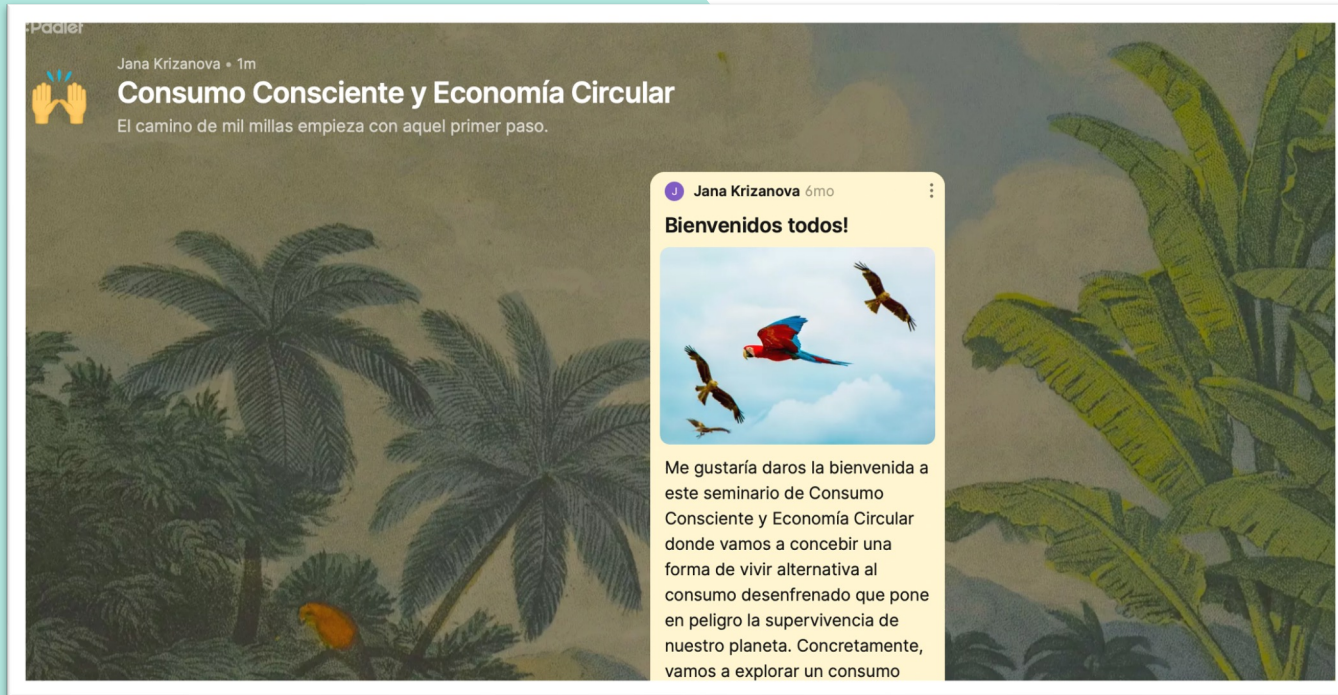 Padlet
Jana Krizanova • 1m
Consumo Consciente y Economía Circular
El camino de mil millas empieza con aquel primer paso.
J
Jana Krizanova 6mo
Bienvenidos todos!
Me gustaría daros la bienvenida a
este seminario de Consumo
Consciente y Economía Circular
donde vamos a concebir una
forma de vivir alternativa al
consumo desenfrenado que pone
en peligro la supervivencia de
nuestro planeta. Concretamente,
vamos a explorar un consumo